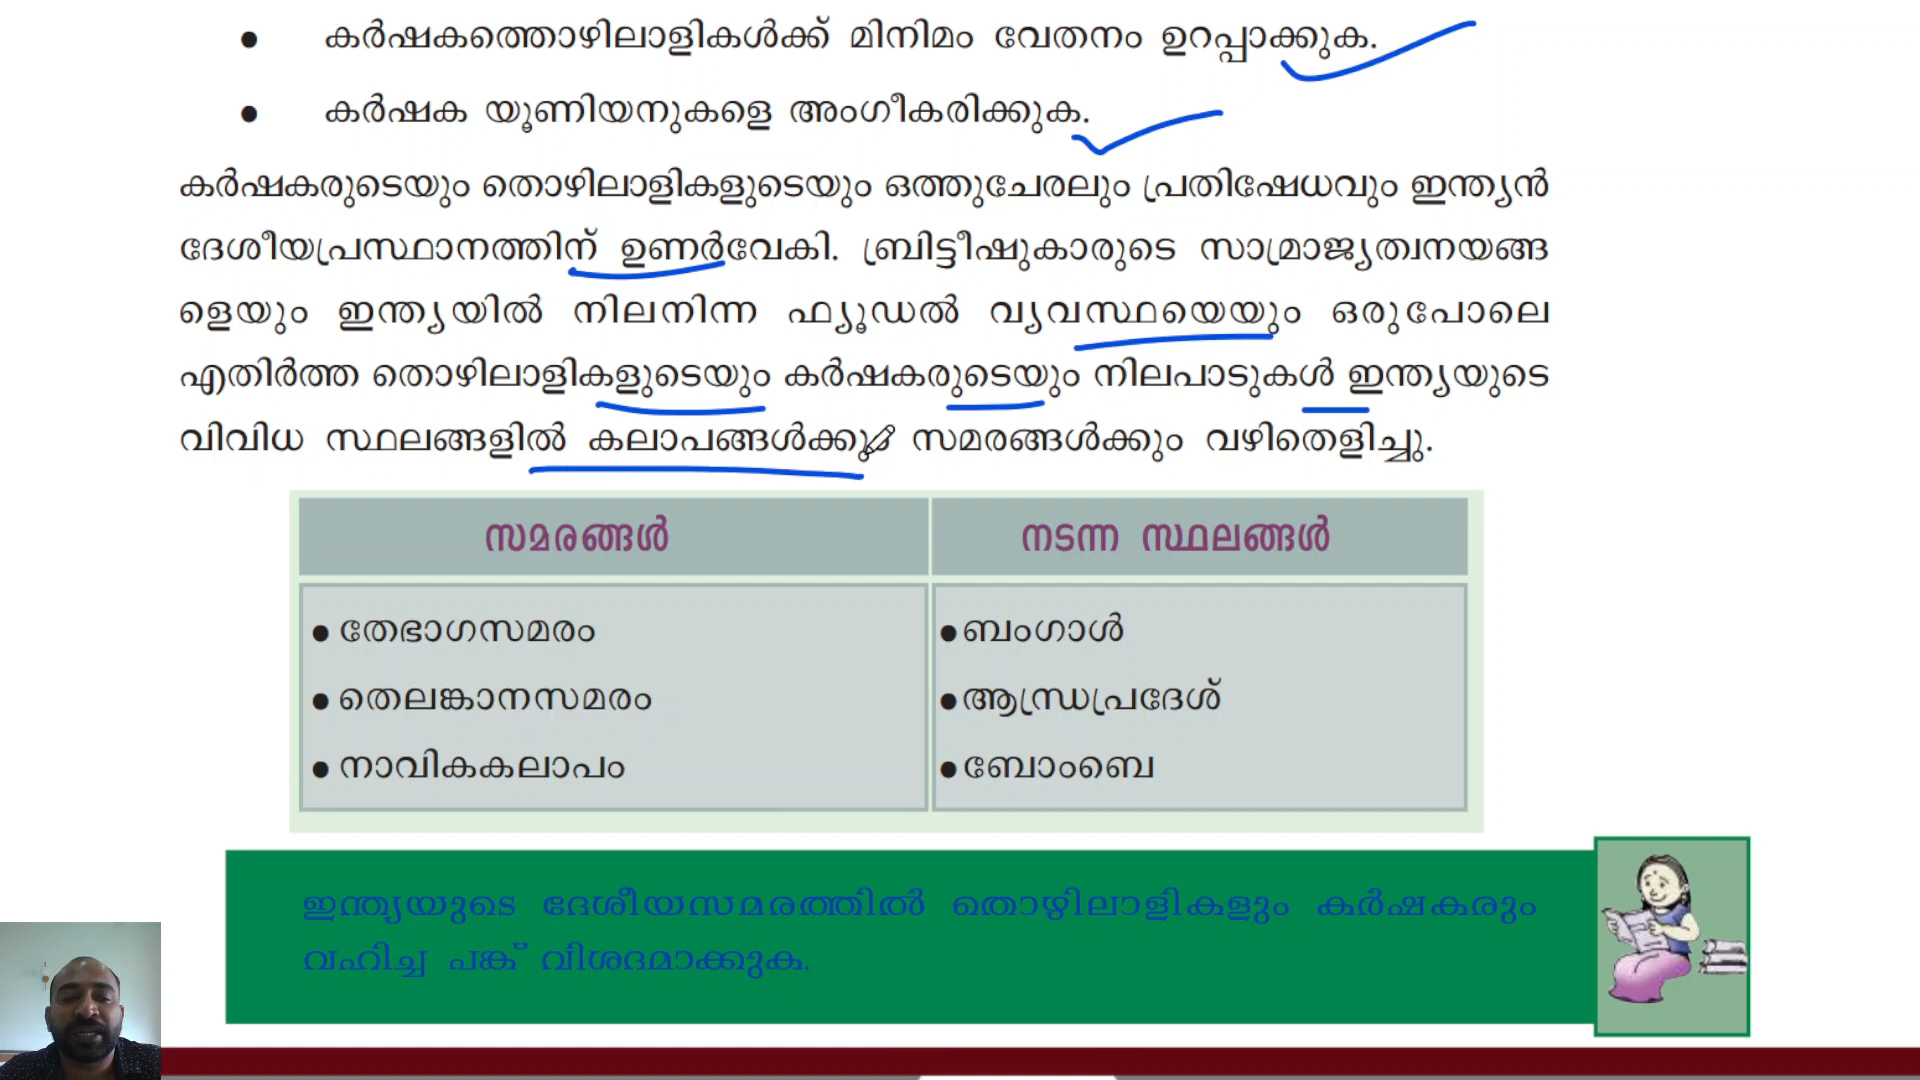 • കർഷകത്തൊഴിലാളികൾക്ക് മിനിമം വേതനം ഉറപ്പാക്കുക.
• കർഷക യൂണിയനുകളെ അംഗീകരിക്കുക.
കർഷകരുടെയും തൊഴിലാളികളുടെയും ഒത്തുചേരലും പ്രതിഷേധവും ഇന്ത്യൻ
ദേശീയപ്രസ്ഥാനത്തിന് ഉണർവേകി. ബ്രിട്ടീഷുകാരുടെ സാമ്രാജ്യത്വനയങ്ങ
ളെയും ഇന്ത്യയിൽ നിലനിന്ന ഫ്യൂഡൽ വ്യവസ്ഥയെയും ഒരുപോലെ
എതിർത്ത തൊഴിലാളികളുടെയും കർഷകരുടെയും നിലപാടുകൾ ഇന്ത്യയുടെ
വിവിധ സ്ഥലങ്ങളിൽ കലാപങ്ങൾക്കും സമരങ്ങൾക്കും വഴിതെളിച്ചു.
സമരങ്ങൾ നടന്ന സ്ഥലങ്ങൾ
• തേഭാഗസമരം • ബംഗാൾ
• തെലങ്കാനസമരം • ആന്ധ്രപ്രദേശ്
• നാവികകലാപം • ബോംബെ
ഇന്ത്യയുടെ ദേശീയസമരത്തിൽ തൊഴിലാളികളും കർഷകരും
വഹിച്ച പങ്ക് വിശദമാക്കുക.